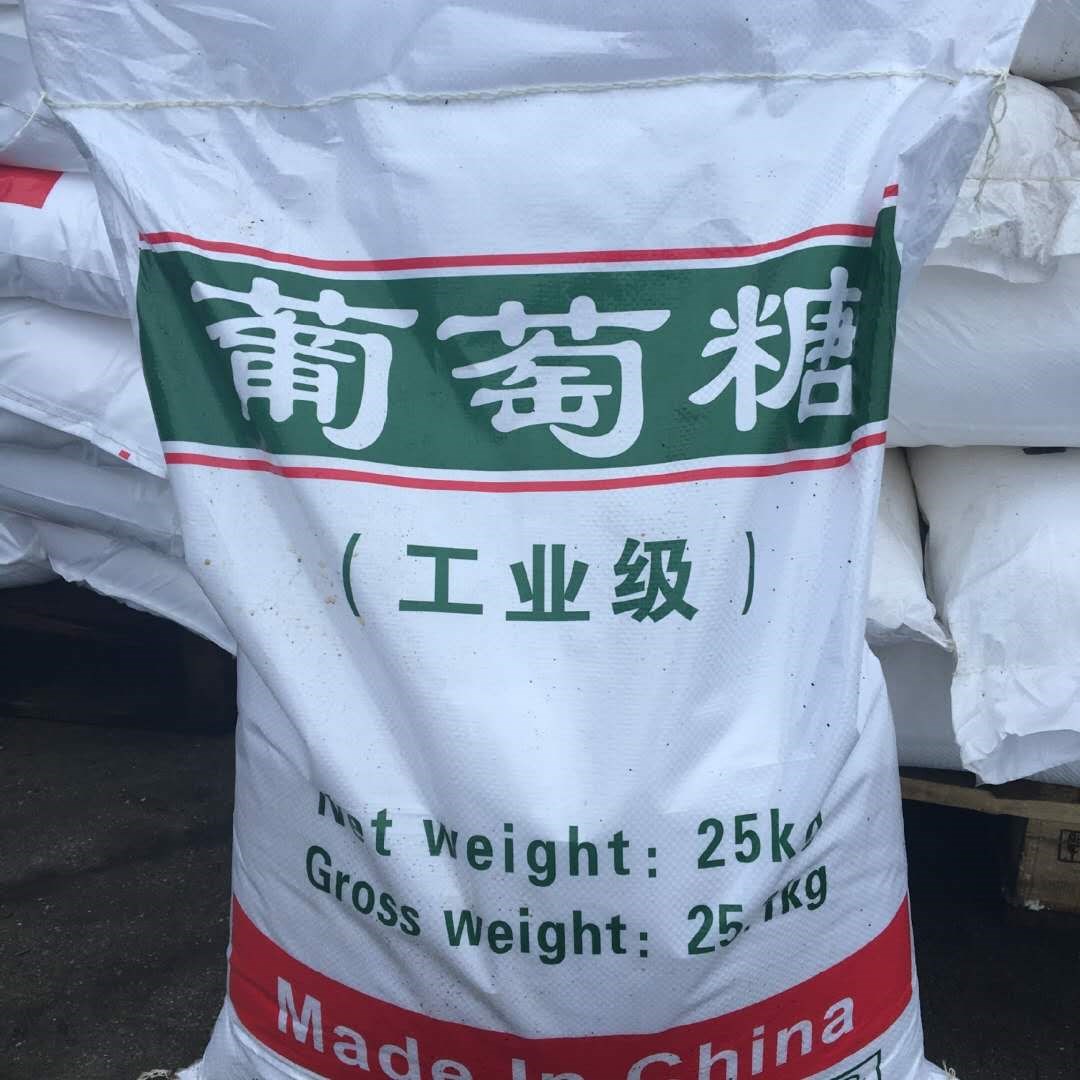 葡萄糖
(工业级)
Net Weight: 25kg
Gross Weight: 25.1kg
Made In China